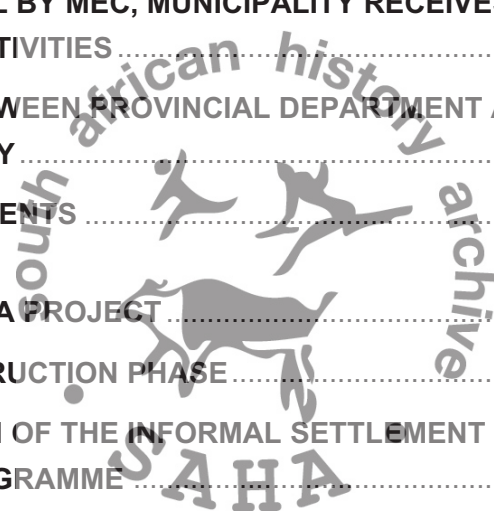 L BY MEC, MUNICIPALITY RECEIVES
TIVITIES ........................
WEEN PROVINCIAL DEPARTMENT A
Y ........................
ENTS ........................
A PROJECT ........................
RUCTION PHASE ........................
OF THE INFORMAL SETTLEMENT
GRAMME ........................
south african history archive
SAHA